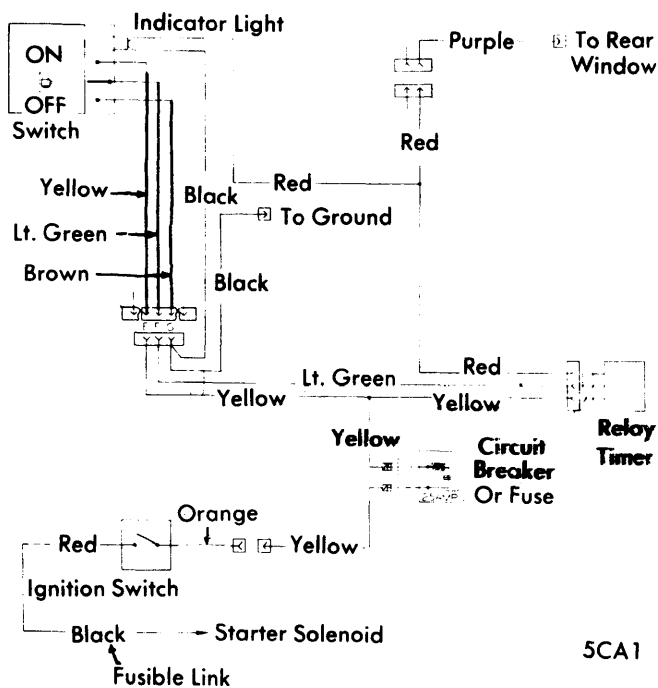 Indicator Light
ON
OFF
Switch
Purple
To Rear
Window
Red
Yellow
Black
Red
Lt. Green
To Ground
Brown
Black
Red
Lt. Green
Yellow
Yellow
Relay
Timer
Yellow
Circuit
Breaker
Or Fuse
Orange
Red
Yellow
Ignition Switch
Black
Starter Solenoid
Fusible Link
5CA1